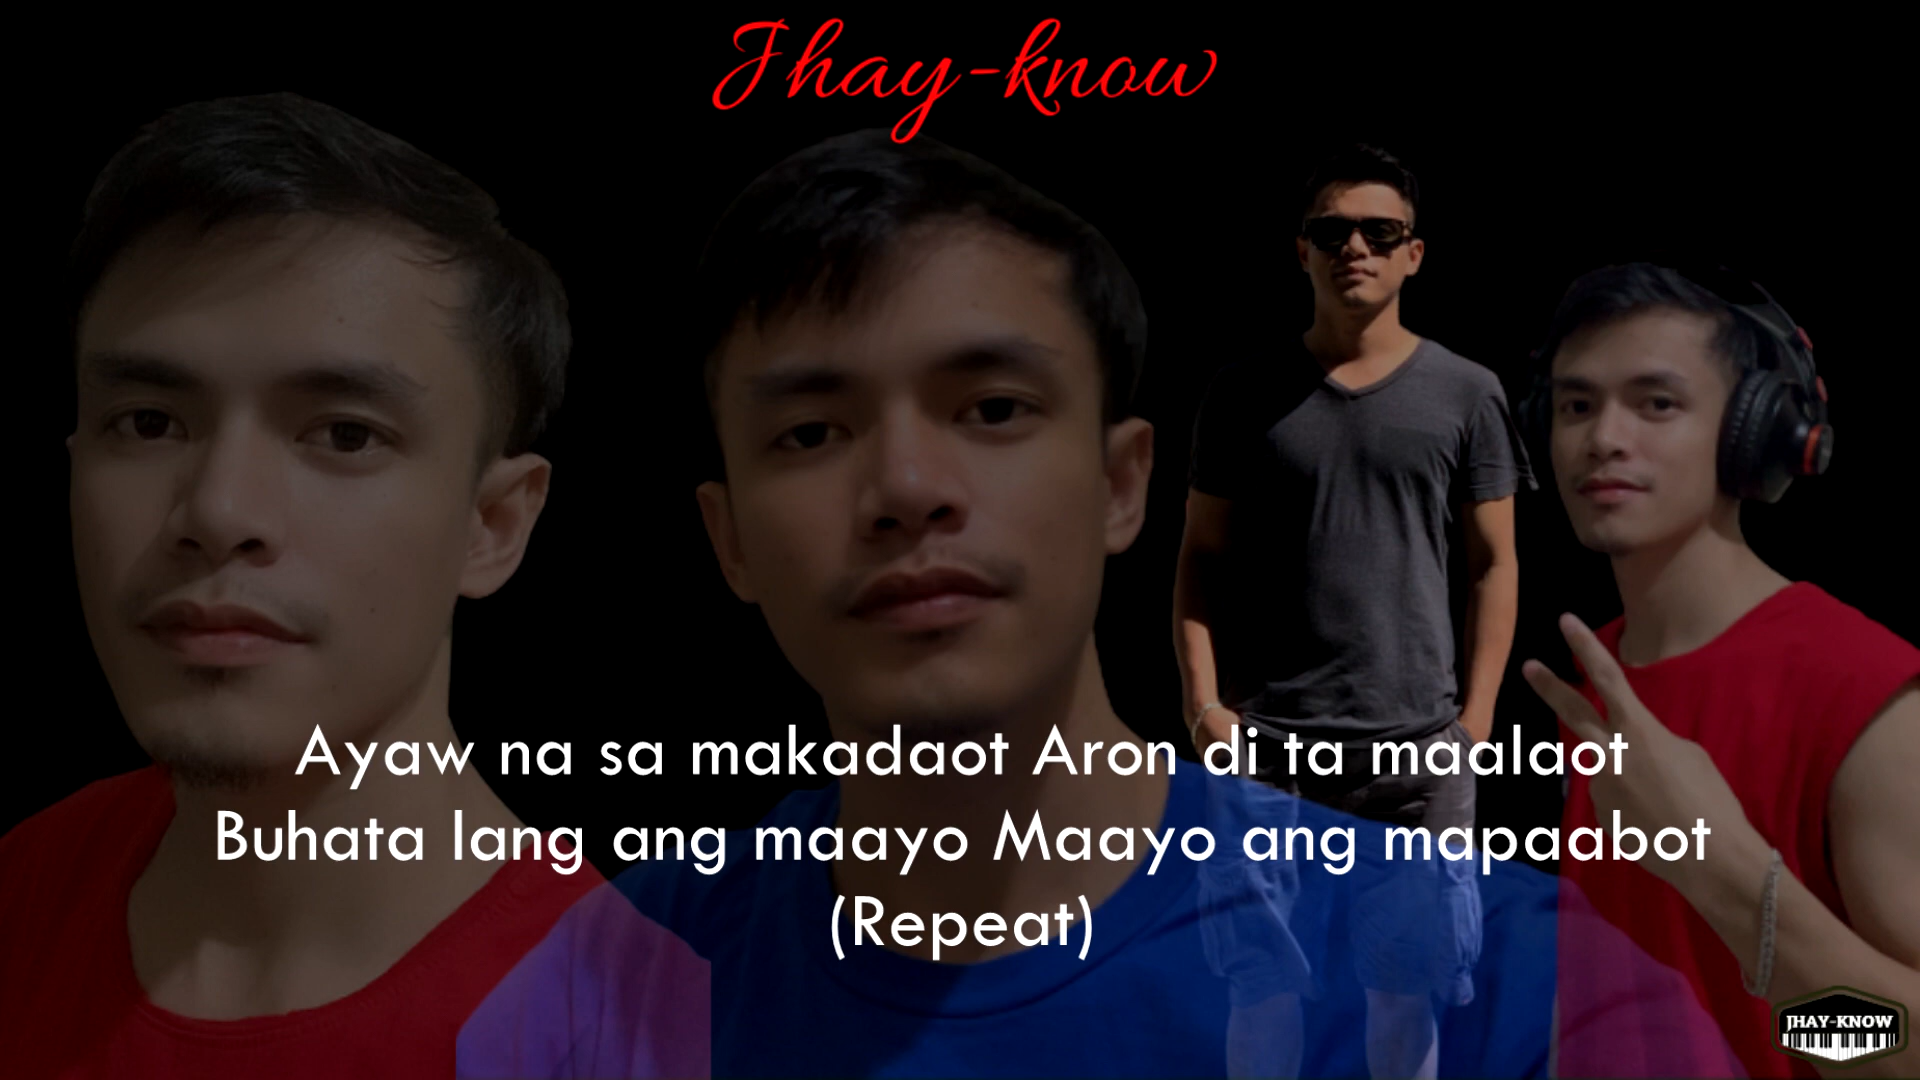 Jhay-know
Ayaw na sa makadaot Aron di ta maalaot
Buhata lang ang maayo Maayo ang mapaabot
(Repeat)
JHAY-KNOW